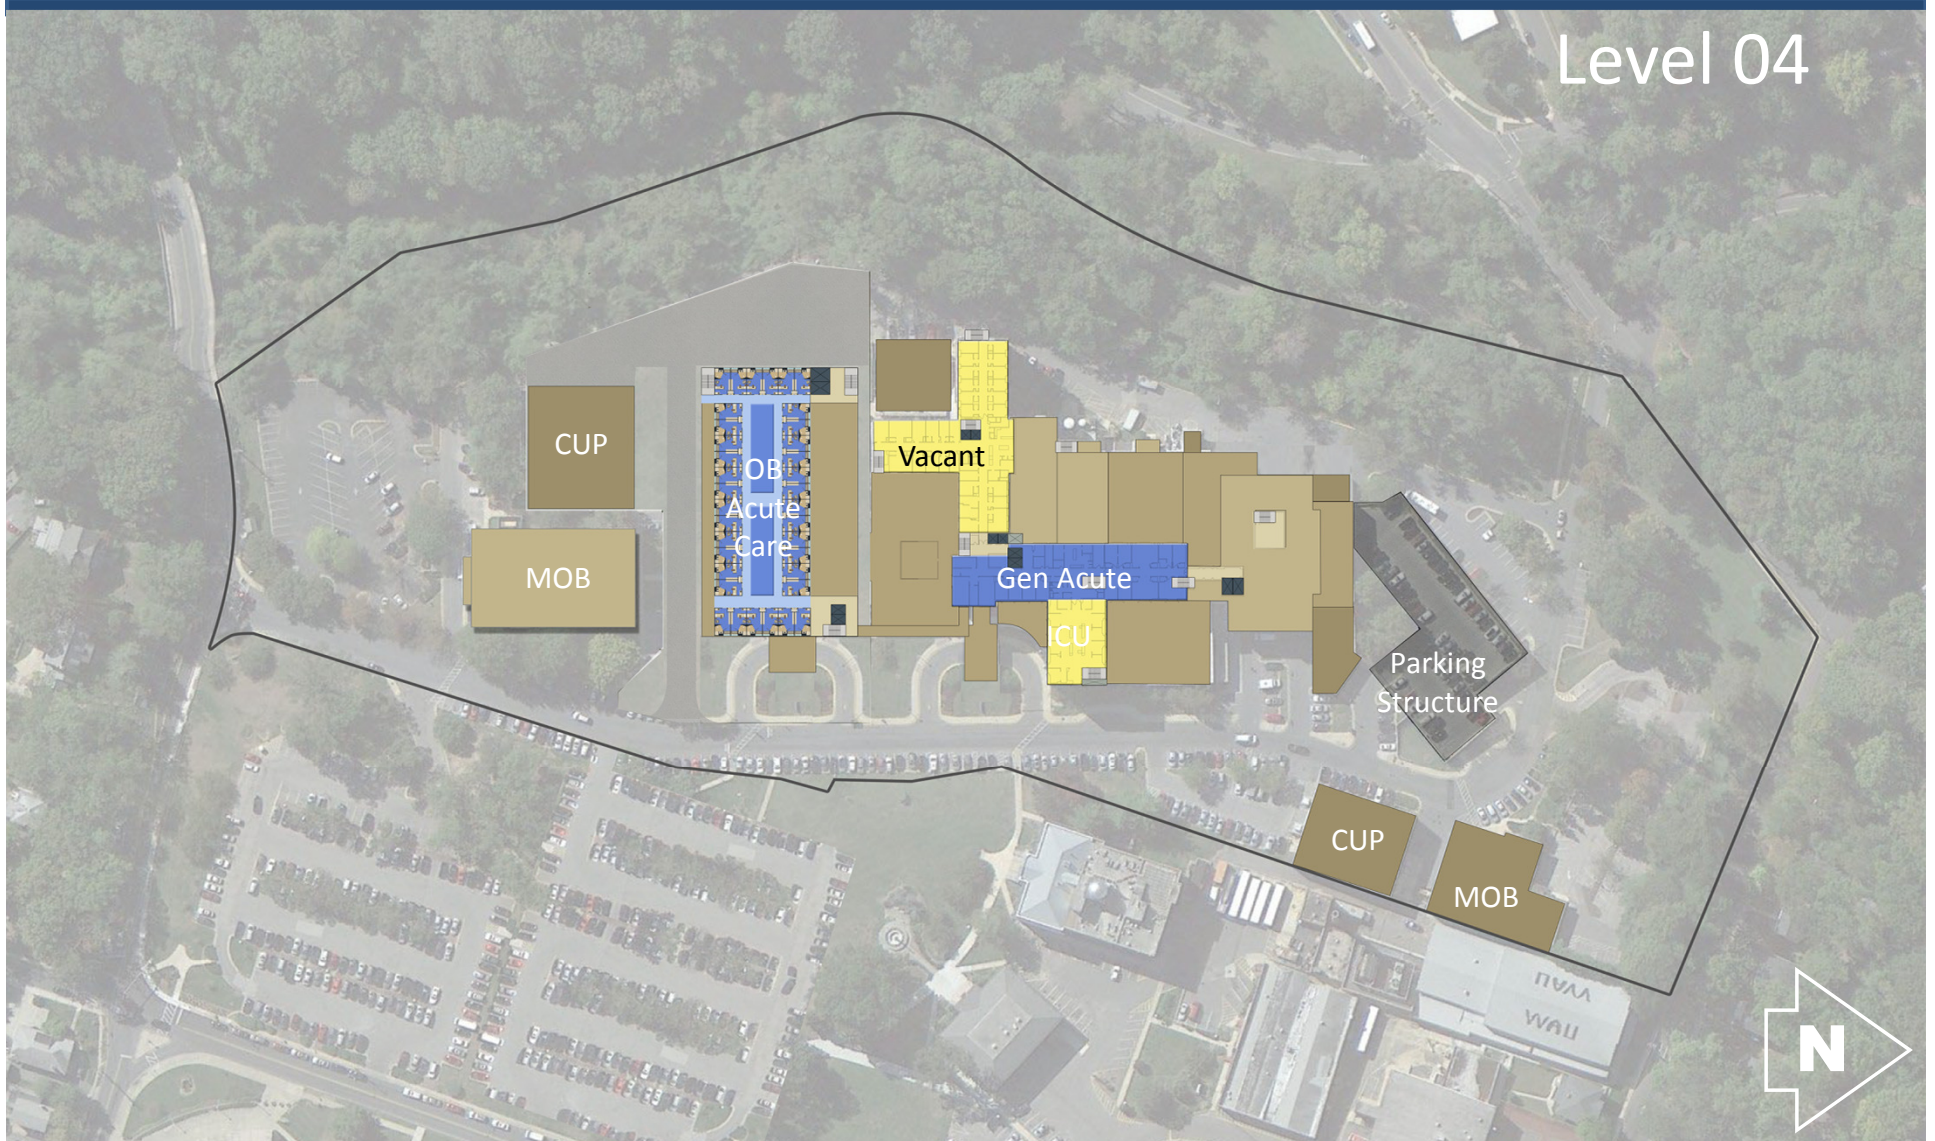 Level 04
CUP
OB
Acute
Care
Vacant
MOB
Gen Acute
ICU
Parking
Structure
CUP
MOB
N